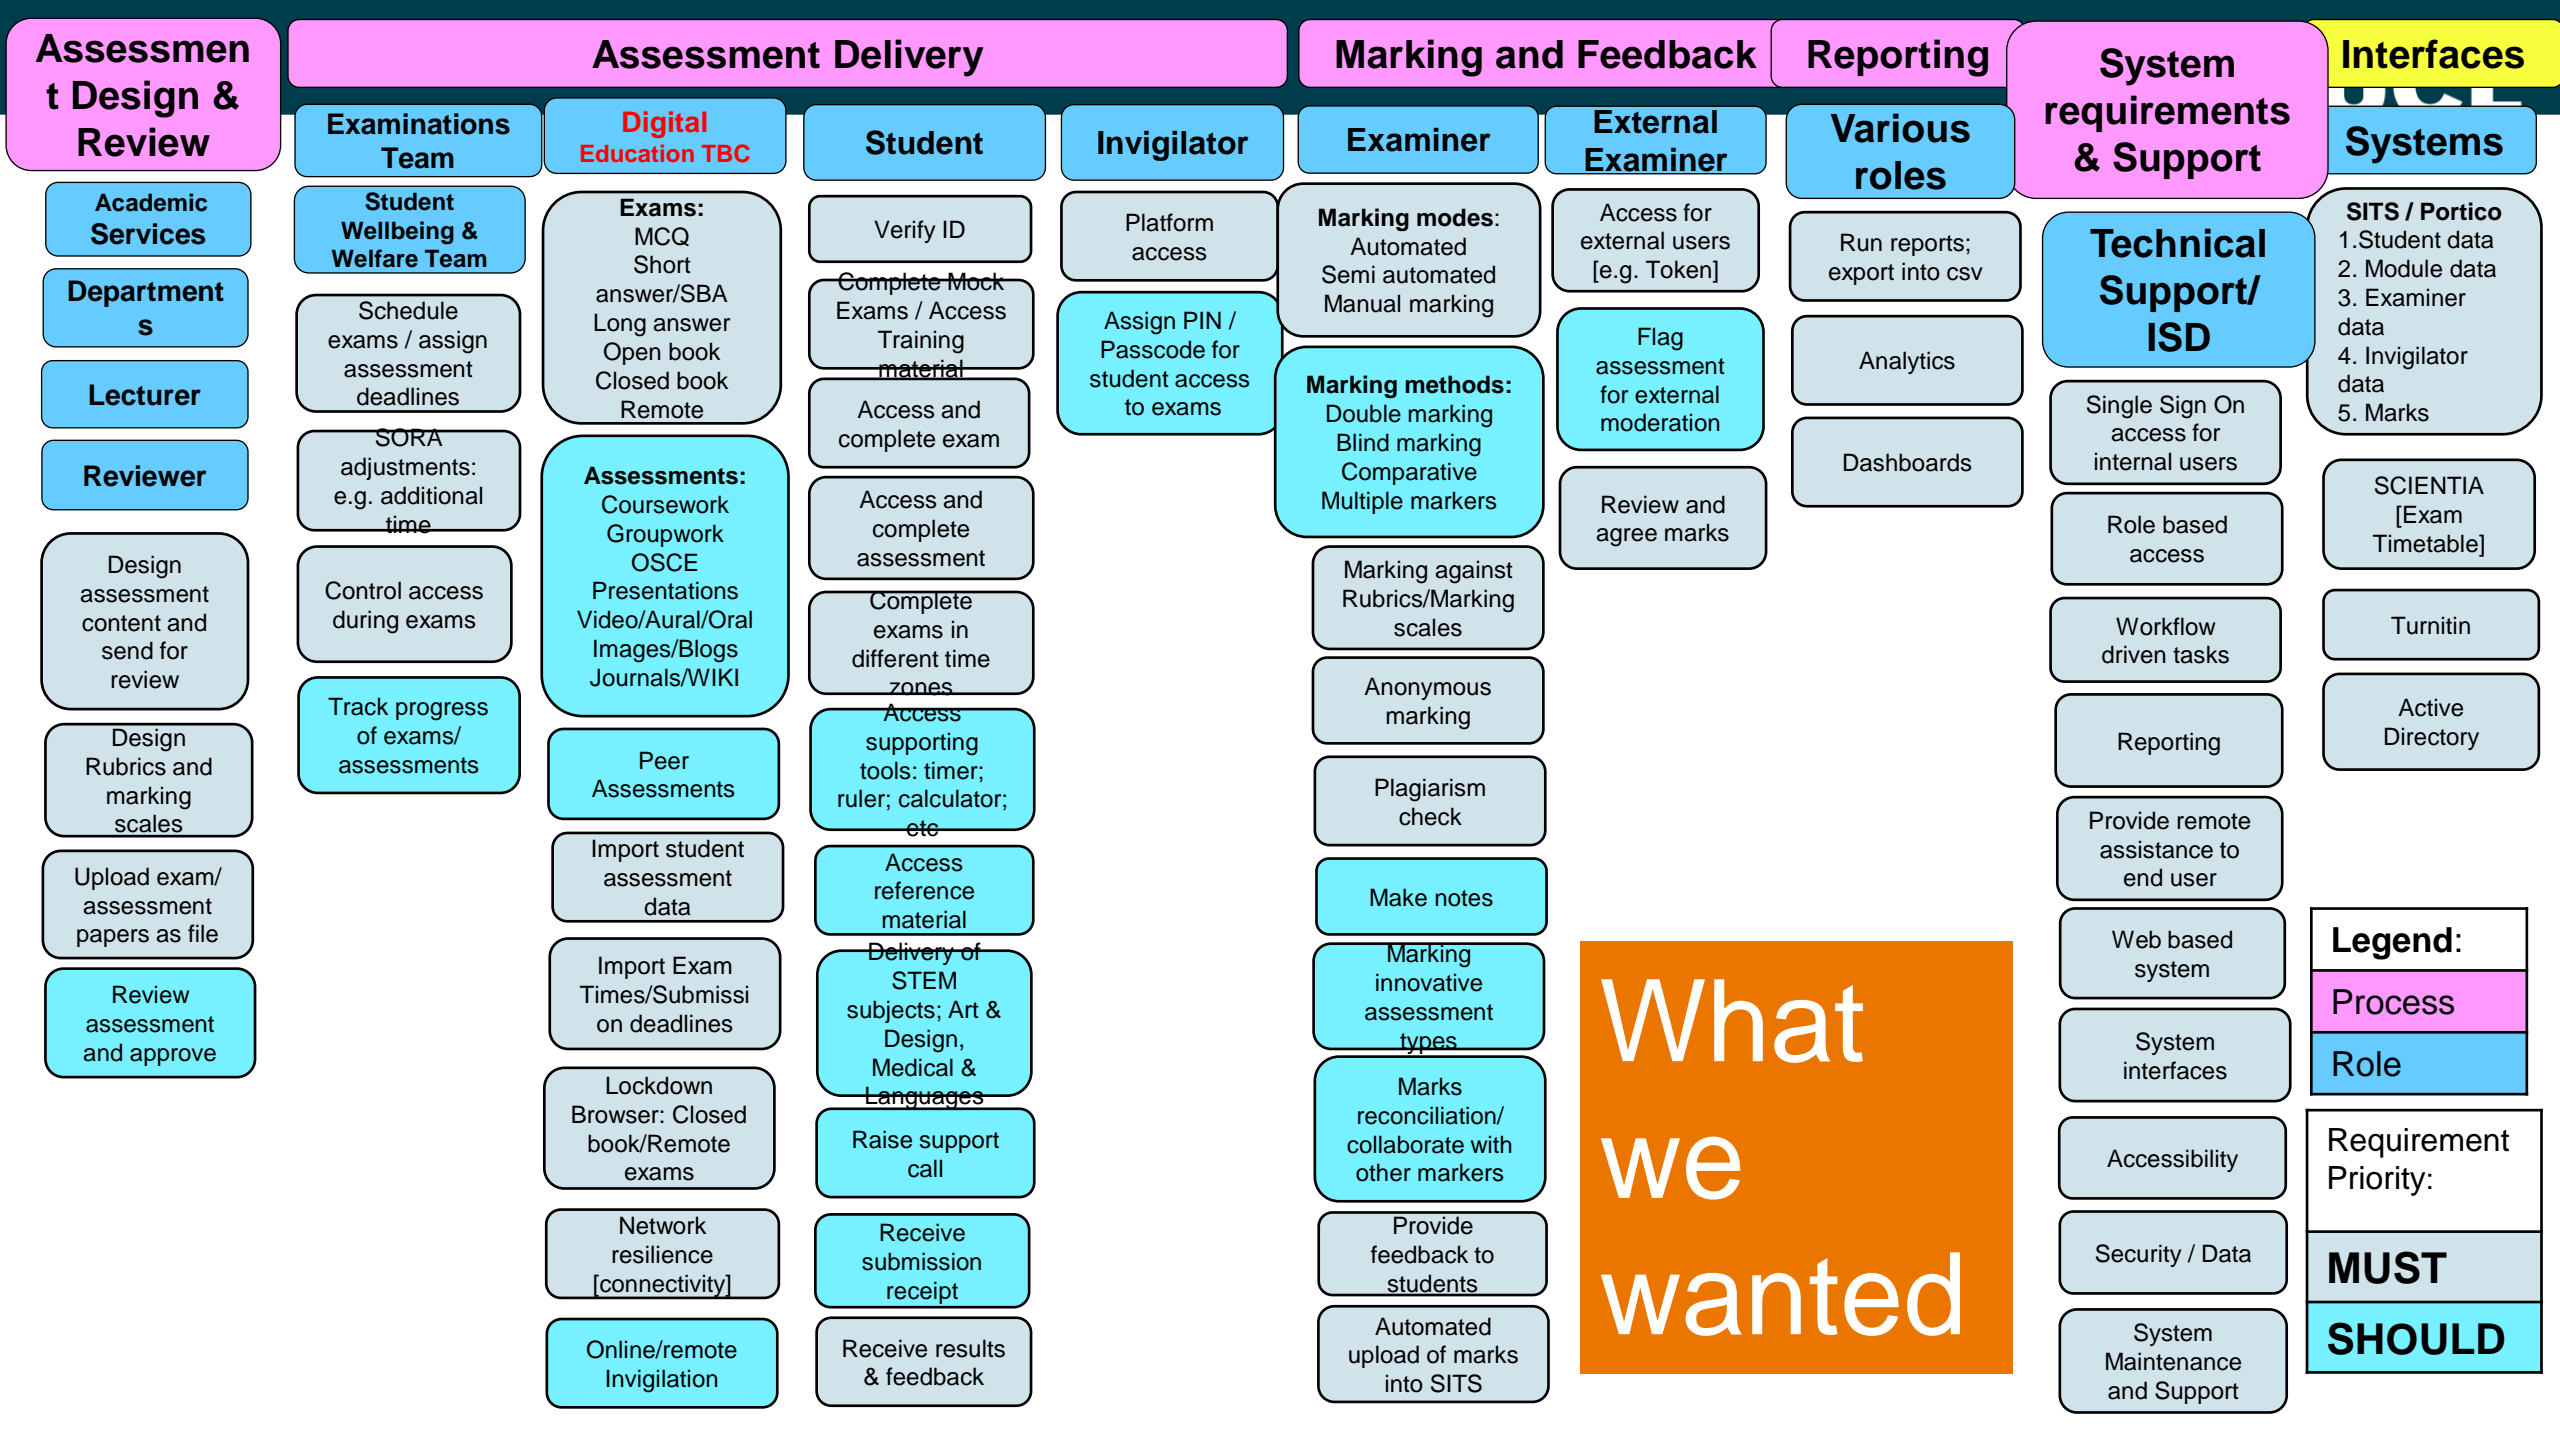 Assessmen
t Design &
Review
Academic
Services
Department
s
Lecturer
Reviewer
Design
assessment
content and
send for
review
Design
Rubrics and
marking
scales
Upload exam/
assessment
papers as file
Review
assessment
and approve
Assessment Delivery
Examinations
Team
Student
Wellbeing &
Welfare Team
Schedule
exams / assign
assessment
deadlines
SORA
adjustments:
e.g. additional
time
Control access
during exams
Track progress
of exams/
assessments
Digital
Education TBC
Exams:
MCQ
Short
answer/SBA
Long answer
Open book
Closed book
Remote
Assessments:
Coursework
Groupwork
OSCE
Presentations
Video/Aural/Oral
Images/Blogs
Journals/WIKI
Peer
Assessments
Import student
assessment
data
Import Exam
Times/Submissi
on deadlines
Lockdown
Browser: Closed
book/Remote
exams
Network
resilience
[connectivity]
Online/remote
Invigilation
Student
Verify ID
Complete Mock
Exams / Access
Training
material
Access and
complete exam
Access and
complete
assessment
Complete
exams in
different time
zones
Access
supporting
tools: timer;
ruler; calculator;
etc
Access
reference
material
Delivery of
STEM
subjects; Art &
Design,
Medical &
Languages
Raise support
call
Receive
submission
receipt
Receive results
& feedback
Invigilator
Platform
access
Assign PIN /
Passcode for
student access
to exams
Marking and Feedback
Examiner
Marking modes:
Automated
Semi automated
Manual marking
Marking methods:
Double marking
Blind marking
Comparative
Multiple markers
Marking against
Rubrics/Marking
scales
Anonymous
marking
Plagiarism
check
Make notes
Marking
innovative
assessment
types
Marks
reconciliation/
collaborate with
other markers
Provide
feedback to
students
Automated
upload of marks
into SITS
External
Examiner
Access for
external users
[e.g. Token]
Flag
assessment
for external
moderation
Review and
agree marks
Reporting
Various
roles
Run reports;
export into csv
Analytics
Dashboards
What
we
wanted
System
requirements
& Support
Technical
Support/
ISD
Single Sign On
access for
internal users
Role based
access
Workflow
driven tasks
Reporting
Provide remote
assistance to
end user
Web based
system
System
interfaces
Accessibility
Security / Data
System
Maintenance
and Support
Interfaces
Systems
SITS / Portico
1.Student data
2. Module data
3. Examiner
data
4. Invigilator
data
5. Marks
SCIENTIA
[Exam
Timetable]
Turnitin
Active
Directory
Legend:
Process
Role
Requirement
Priority:
MUST
SHOULD